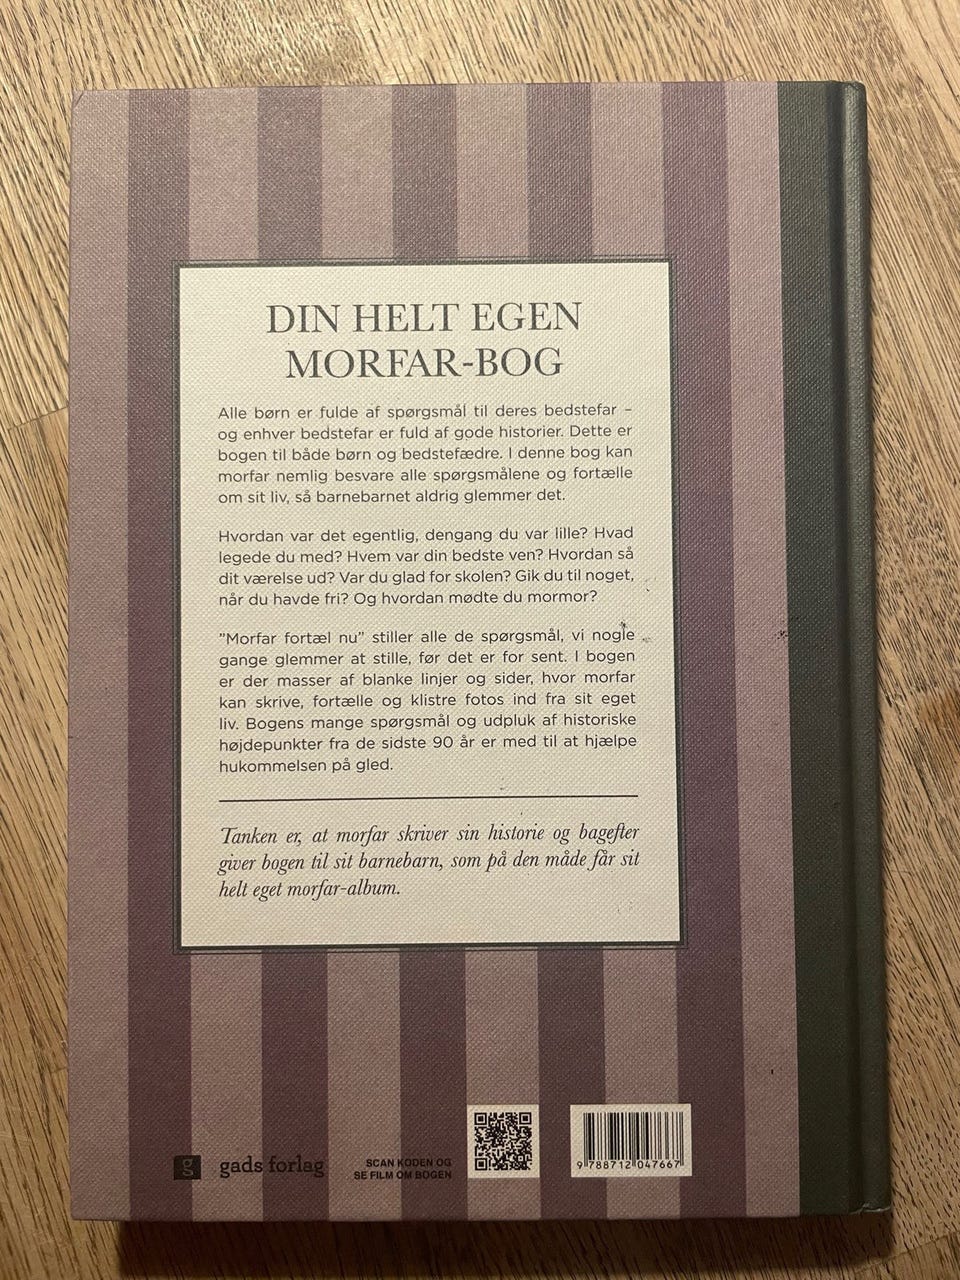 DIN HELT EGEN
MORFAR-BOG
Alle børn er fulde af spørgsmål til deres bedstefar –
og enhver bedstefar er fuld af gode historier. Dette er
bogen til både børn og bedstefædre. I denne bog kan
morfar nemlig besvare alle spørgsmålene og fortælle
om sit liv, så barnebarnet aldrig glemmer det.
Hvordan var det egentlig, dengang du var lille? Hvad
legede du med? Hvem var din bedste ven? Hvordan så
dit værelse ud? Var du glad for skolen? Gik du til noget,
når du havde fri? Og hvordan mødte du mormor?
”Morfar fortæl nu” stiller alle de spørgsmål, vi nogle
gange glemmer at stille, før det er for sent. I bogen
er der masser af blanke linjer og sider, hvor morfar
kan skrive, fortælle og klistre fotos ind fra sit eget
liv. Bogens mange spørgsmål og udpluk af historiske
højdepunkter fra de sidste 90 år er med til at hjælpe
hukommelsen på gled.
Tanken er, at morfar skriver sin historie og bagefter
giver bogen til sit barnebarn, som på den måde får sit
helt eget morfar-album.
g gads forlag
SCAN KODEN OG
SE FILM OM BOGEN
9 788712 047667